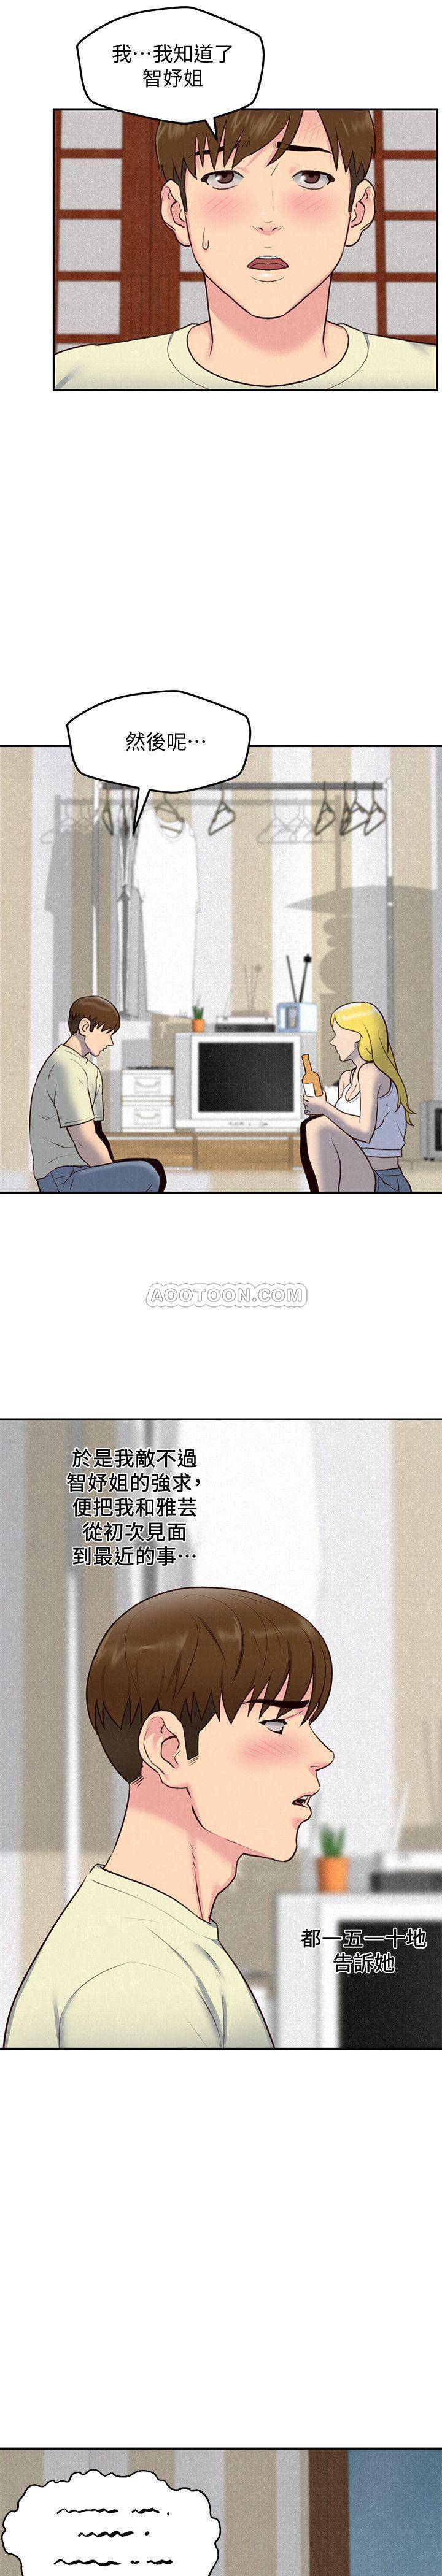 我…我知道了
智妤姐
然後呢…
AOOTOON.COM
於是我敵不過
智妤姐的強求，
便把我和雅芸
從初次見面
到最近的事…
都一五一十地
告訴她